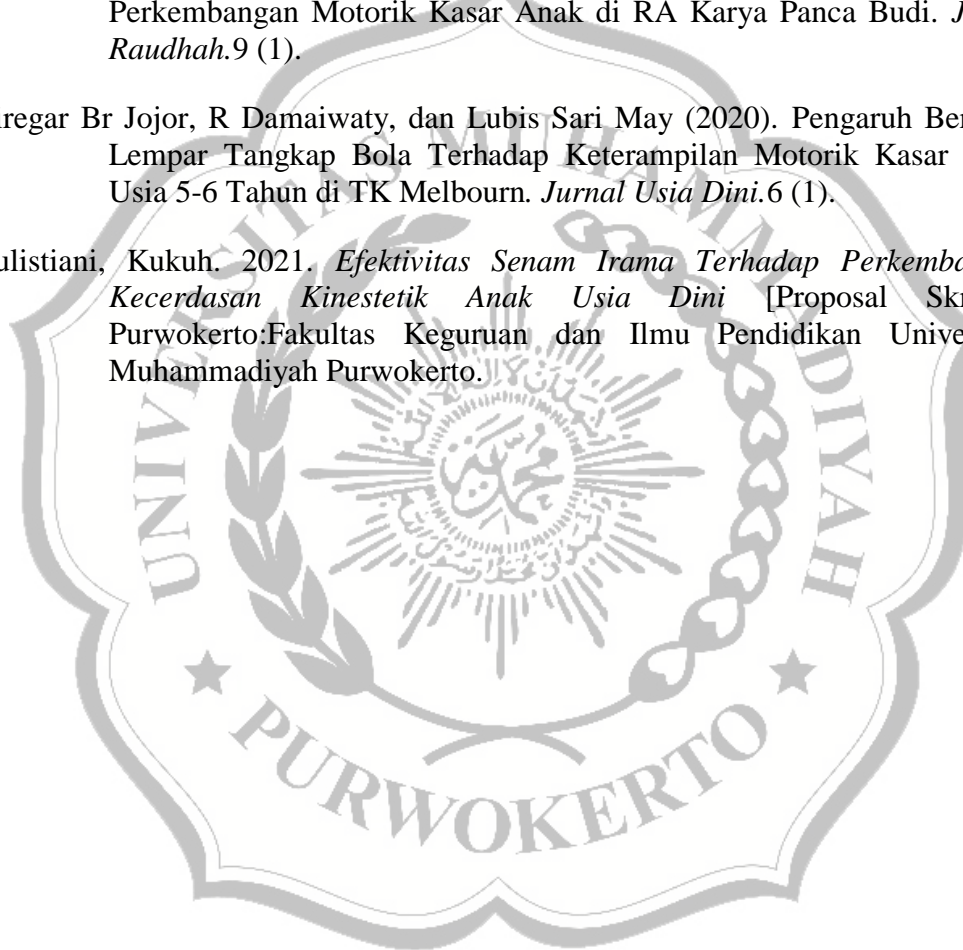 Perkembangan Motorik Kasar Anak di RA Karya Panca Budi. J
Raudhah.9 (1).
regar Br Jojor, R Damaiwaty, dan Lubis Sari May (2020). Pengaruh Ber
Lempar Tangkap Bola Terhadap Keterampilan Motorik Kasar
Usia 5-6 Tahun di TK Melbourn. Jurnal Usia Dini.6 (1).
ulistiani, Kukuh. 2021. Efektivitas Senam Irama Terhadap Perkemba
Kecerdasan Kinestetik Anak Usia Dini [Proposal Skr
Purwokerto:Fakultas Keguruan dan Ilmu Pendidikan Unive
Muhammadiyah Purwokerto.
UNIVERSITAS MUHAMMADIYAH
PURWOKERTO